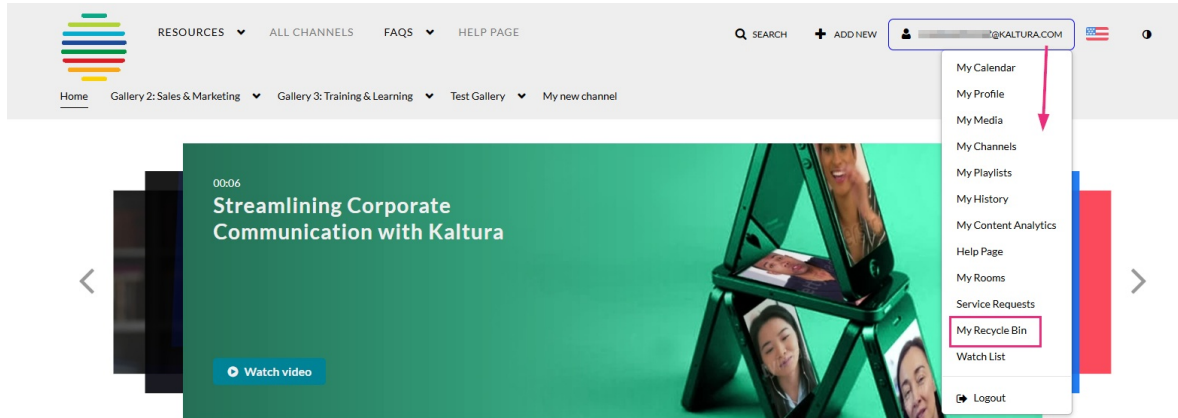 RESOURCES ALL CHANNELS FAQS HELP PAGE SEARCH ADD NEW @KALTURA.COM
Home Gallery 2: Sales & Marketing Gallery 3: Training & Learning Test Gallery My new channel
My Calendar
My Profile
My Media
My Channels
My Playlists
My History
My Content Analytics
Help Page
My Rooms
Service Requests
My Recycle Bin
Watch List
Logout
00:06
Streamlining Corporate
Communication with Kaltura
Watch video